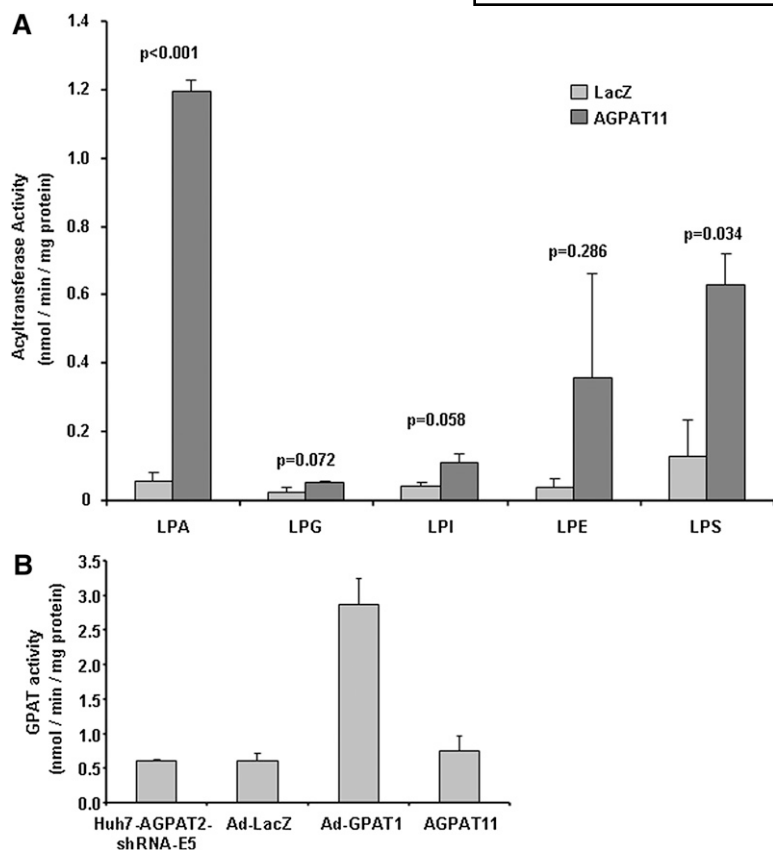 A
1.4
1.2
1.0
0.8
0.6
0.4
0.2
0
Acyltransferase Activity
(nmol / min / mg protein)
p<0.001
p=0.072
p=0.058
p=0.286
p=0.034
LacZ
AGPAT11
LPA LPG LPI LPE LPS
B
3.5
3.0
2.5
2.0
1.5
1.0
0.5
0.0
GPAT activity
(nmol / min / mg protein)
Huh7-AGPAT2- Ad-LacZ Ad-GPAT1 AGPAT11
shRNA-E5